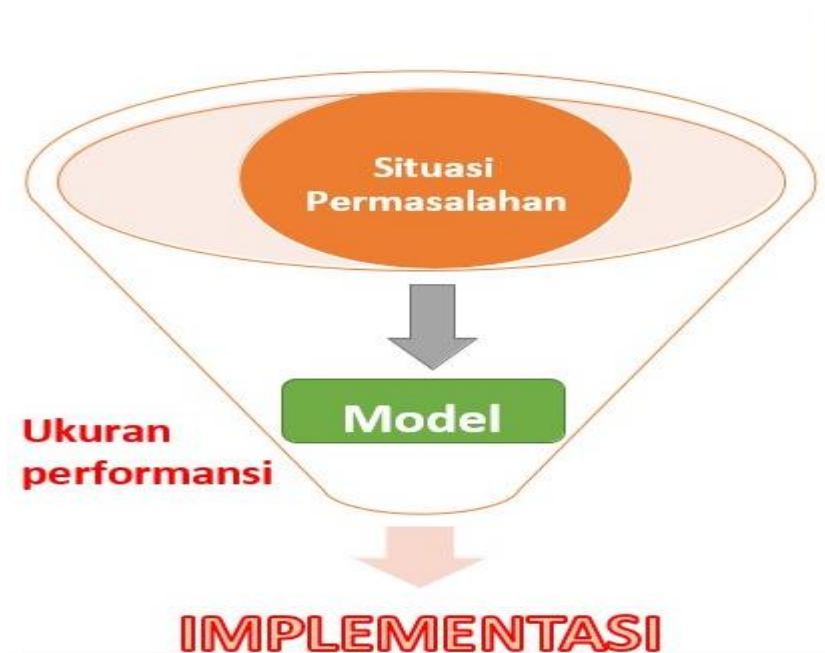 Situasi
Permasalahan
Model
Ukuran
performansi
IMPLEMENTASI